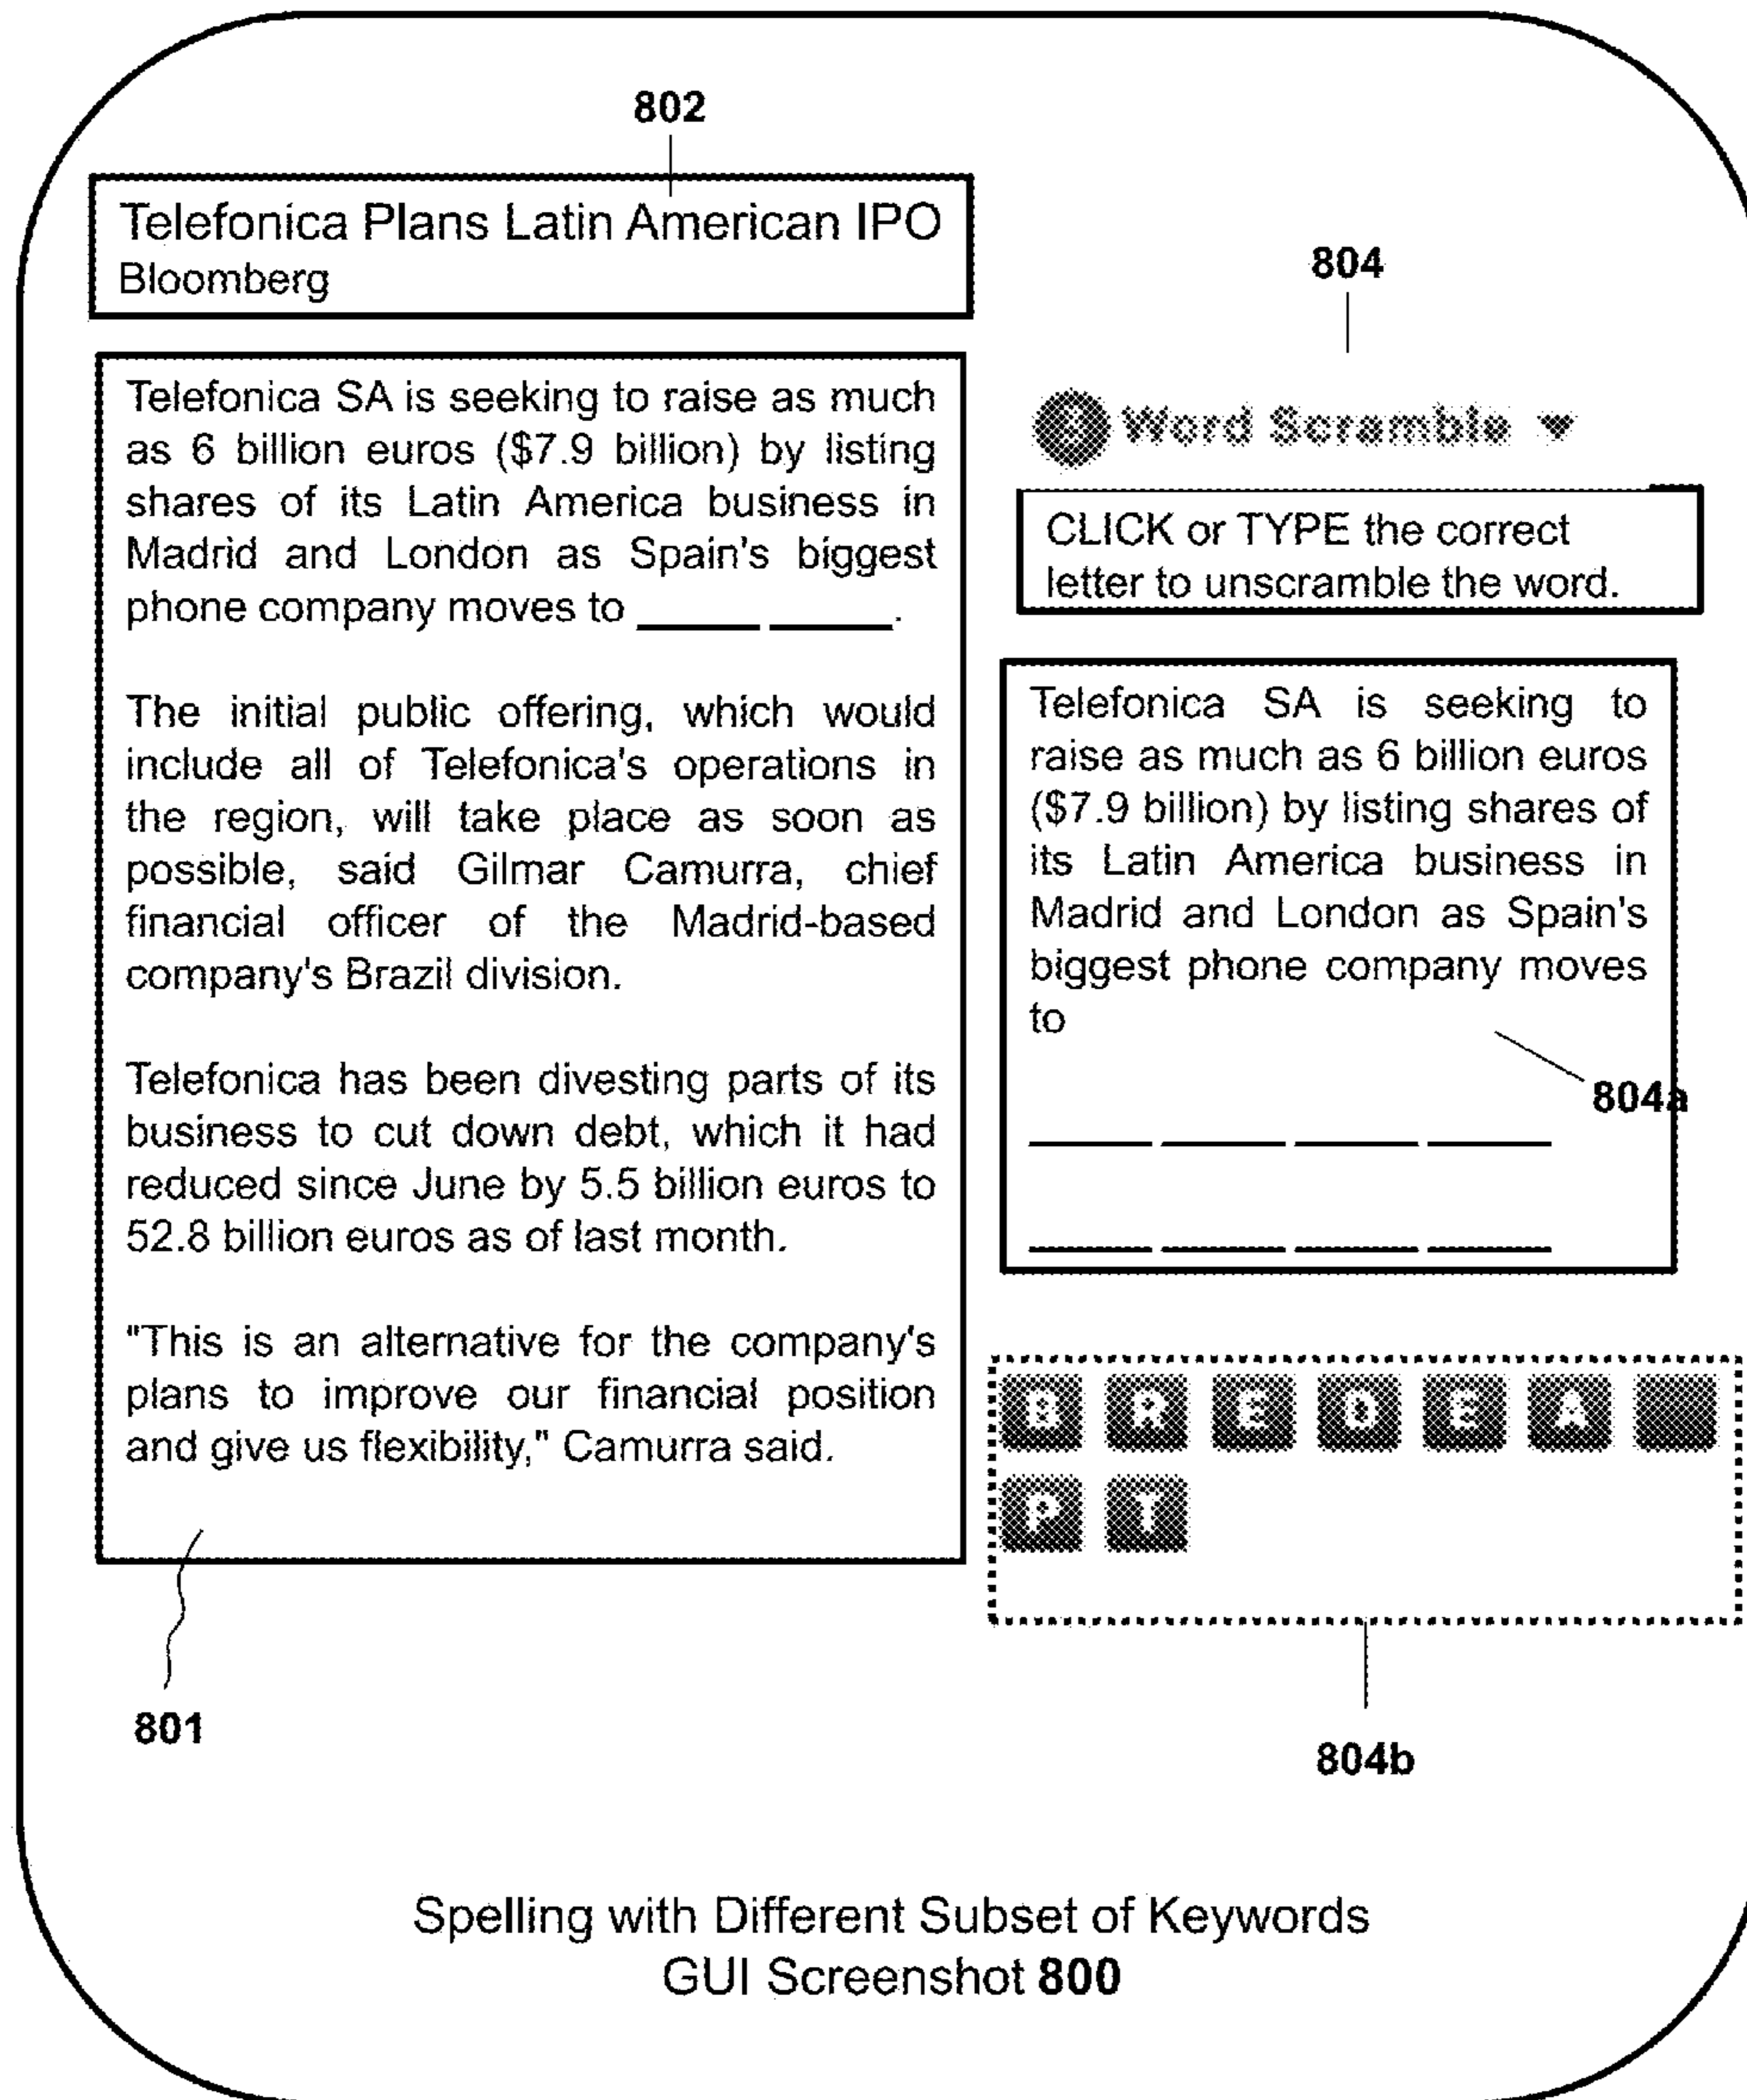 802
Telefonica Plans Latin American IPO
Bloomberg
Telefonica SA is seeking to raise as much
as 6 billion euros ($7.9 billion) by listing
shares of its Latin America business in
Madrid and London as Spain's biggest
phone company moves to _____ _____.
The initial public offering, which would
include all of Telefonica's operations in
the region, will take place as soon as
possible, said Gilmar Camurra, chief
financial officer of the Madrid-based
company's Brazil division.
Telefonica has been divesting parts of its
business to cut down debt, which it had
reduced since June by 5.5 billion euros to
52.8 billion euros as of last month.
"This is an alternative for the company's
plans to improve our financial position
and give us flexibility," Camurra said.
801
804
Word Scramble
CLICK or TYPE the correct
letter to unscramble the word.
Telefonica SA is seeking to
raise as much as 6 billion euros
($7.9 billion) by listing shares of
its Latin America business in
Madrid and London as Spain's
biggest phone company moves
to
804a
_____ _____ _____ _____
_____ _____ _____ _____
R E E A
P T
804b
Spelling with Different Subset of Keywords
GUI Screenshot 800